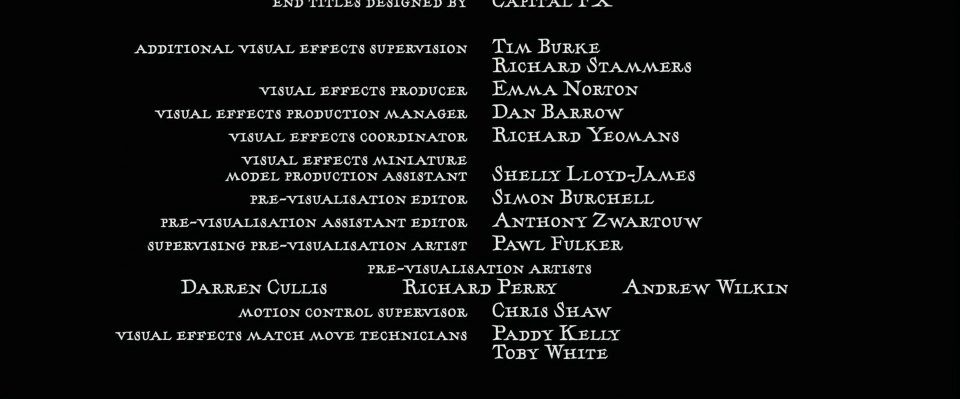 END TITLES DESIGNED BY CAPITAL FX
ADDITIONAL VISUAL EFFECTS SUPERVISION TIM BURKE
RICHARD STAMMERS
VISUAL EFFECTS PRODUCER EMMA NORTON
VISUAL EFFECTS PRODUCTION MANAGER DAN BARROW
VISUAL EFFECTS COORDINATOR RICHARD YEOMANS
VISUAL EFFECTS MINIATURE
MODEL PRODUCTION ASSISTANT SHELLY LLOYD-JAMES
PRE-VISUALISATION EDITOR SIMON BURCHELL
PRE-VISUALISATION ASSISTANT EDITOR ANTHONY ZWARTOUW
SUPERVISING PRE-VISUALISATION ARTIST PAWL FULKER
PRE-VISUALISATION ARTISTS
DARREN CULLIS RICHARD PERRY ANDREW WILKIN
MOTION CONTROL SUPERVISOR CHRIS SHAW
VISUAL EFFECTS MATCH MOVE TECHNICIANS PADDY KELLY
TOBY WHITE